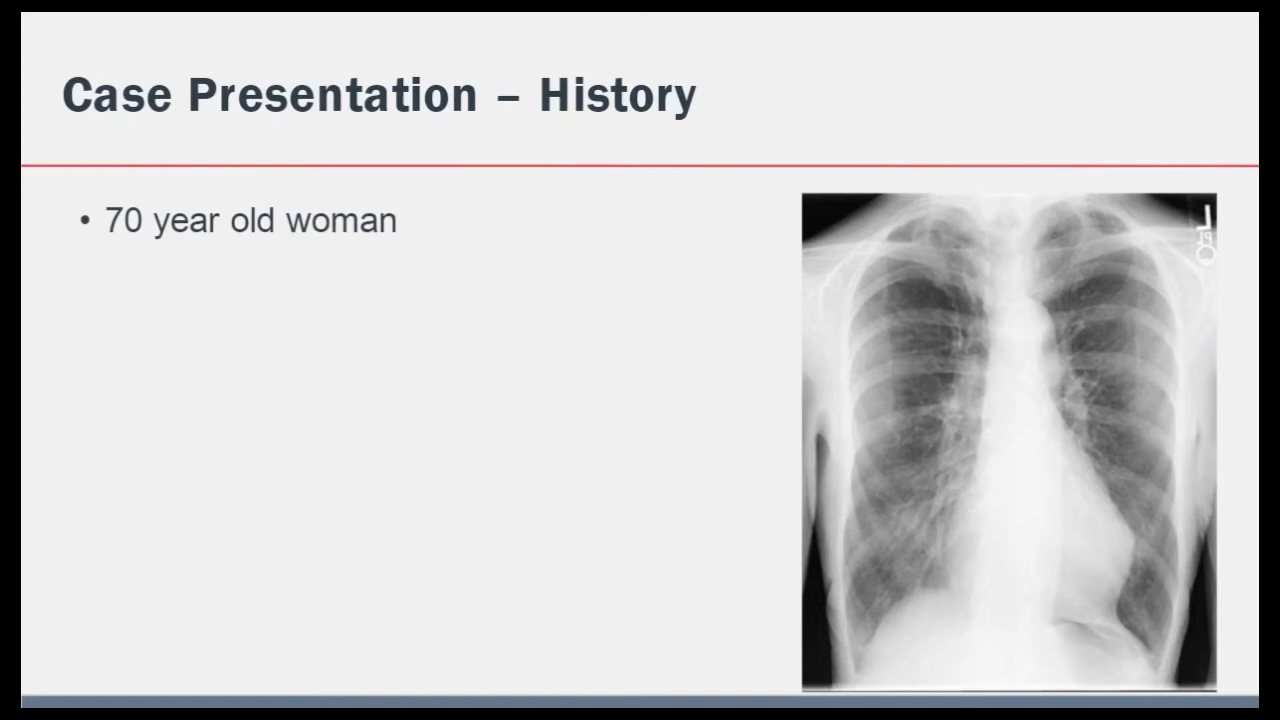 Case Presentation – History
• 70 year old woman
L